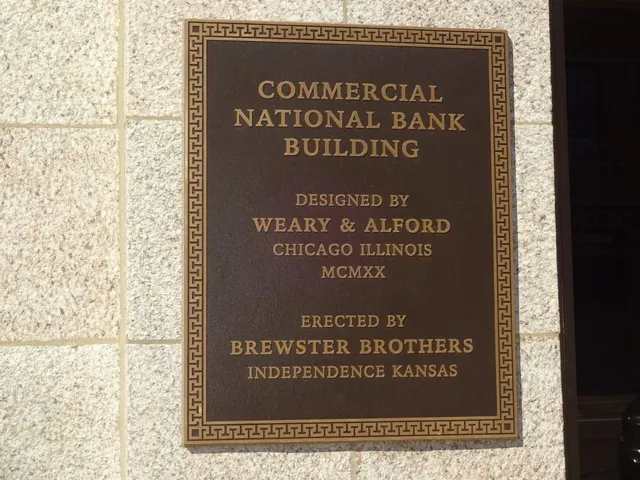 COMMERCIAL
NATIONAL BANK
BUILDING
DESIGNED BY
WEARY & ALFORD
CHICAGO ILLINOIS
MCMXX
ERECTED BY
BREWSTER BROTHERS
INDEPENDENCE KANSAS